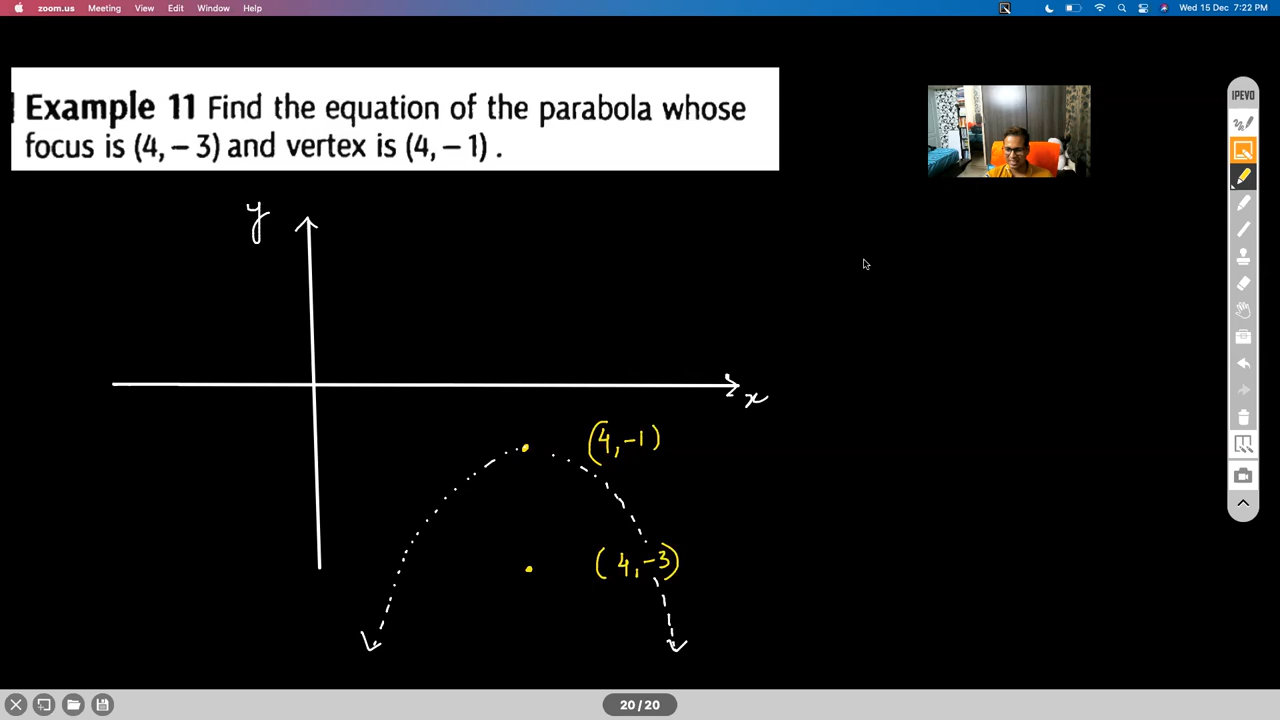 zoom.us Meeting View Edit Window Help Wed 15 Dec 7:22 PM
Example 11 Find the equation of the parabola whose
focus is (4, – 3) and vertex is (4, – 1) .
IPEVO
y
x
(4, -1)
(4, -3)
20 / 20